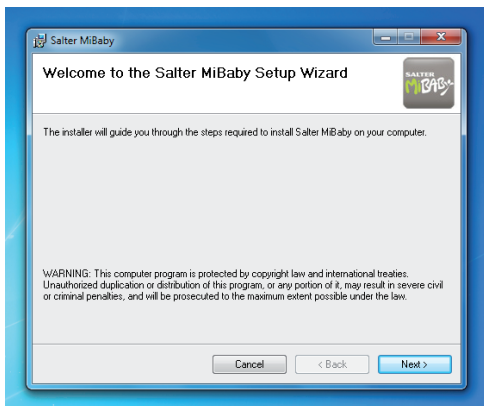 Salter MiBaby
Welcome to the Salter MiBaby Setup Wizard
SALTER
MiBABY
The installer will guide you through the steps required to install Salter MiBaby on your computer.
WARNING: This computer program is protected by copyright law and international treaties.
Unauthorized duplication or distribution of this program, or any portion of it, may result in severe civil
or criminal penalties, and will be prosecuted to the maximum extent possible under the law.
Cancel
< Back
Next >